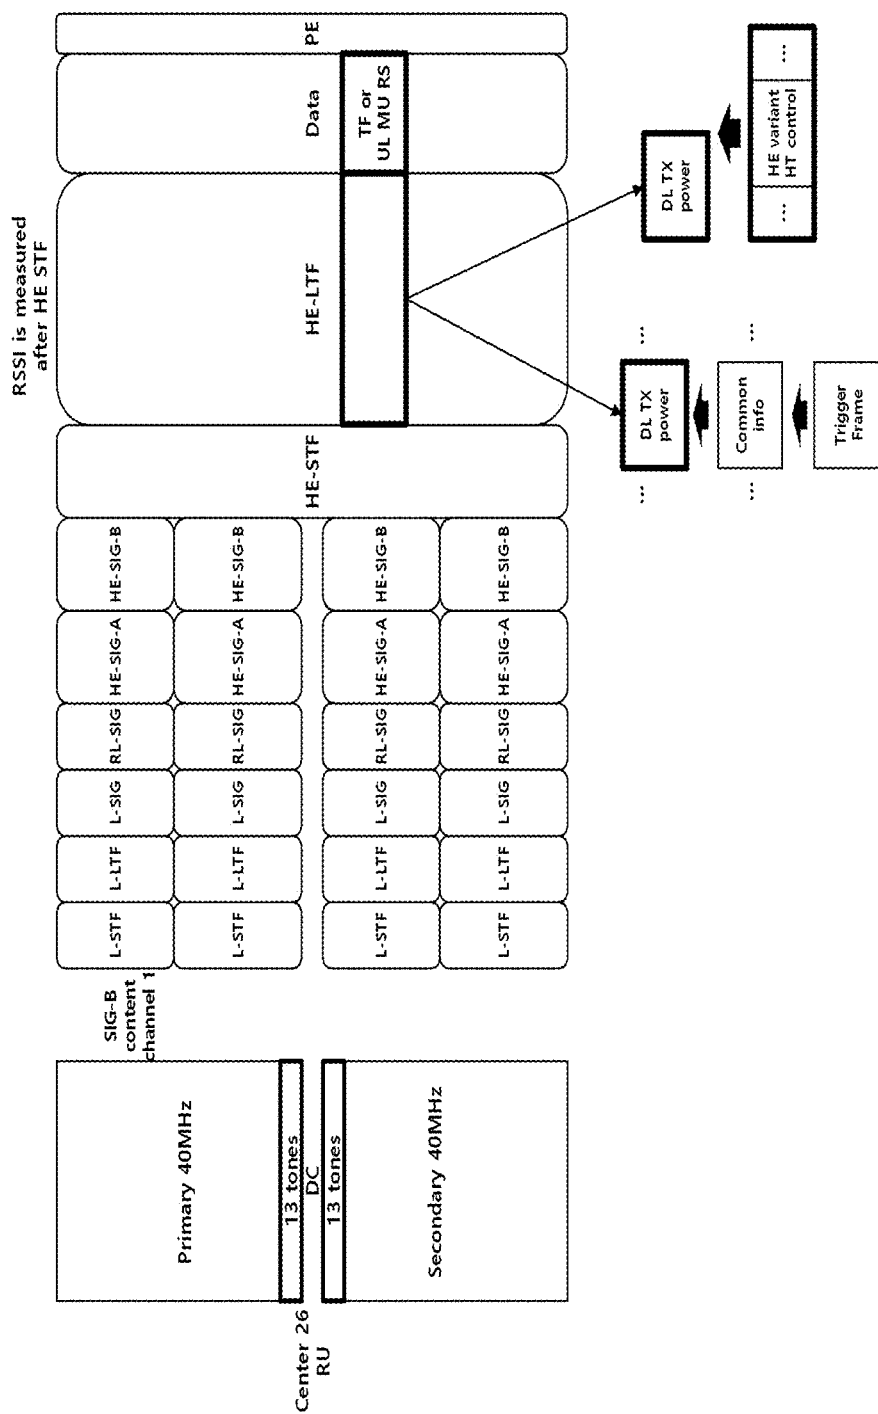 RSSI is measured
after HE STF
SIG-B
content
channel 1
L-STF
L-LTF
L-SIG
RL-SIG
HE-SIG-A
HE-SIG-B
Primary 40MHz
L-STF
L-LTF
L-SIG
RL-SIG
HE-SIG-A
HE-SIG-B
Center 26
RU
13 tones
DC
13 tones
HE-STF
HE-LTF
Data
PE
L-STF
L-LTF
L-SIG
RL-SIG
HE-SIG-A
HE-SIG-B
TF or
UL MU RS
Secondary 40MHz
L-STF
L-LTF
L-SIG
RL-SIG
HE-SIG-A
HE-SIG-B
...
DL TX
power
...
DL TX
power
...
Common
info
...
...
HE variant
HT control
...
Trigger
Frame